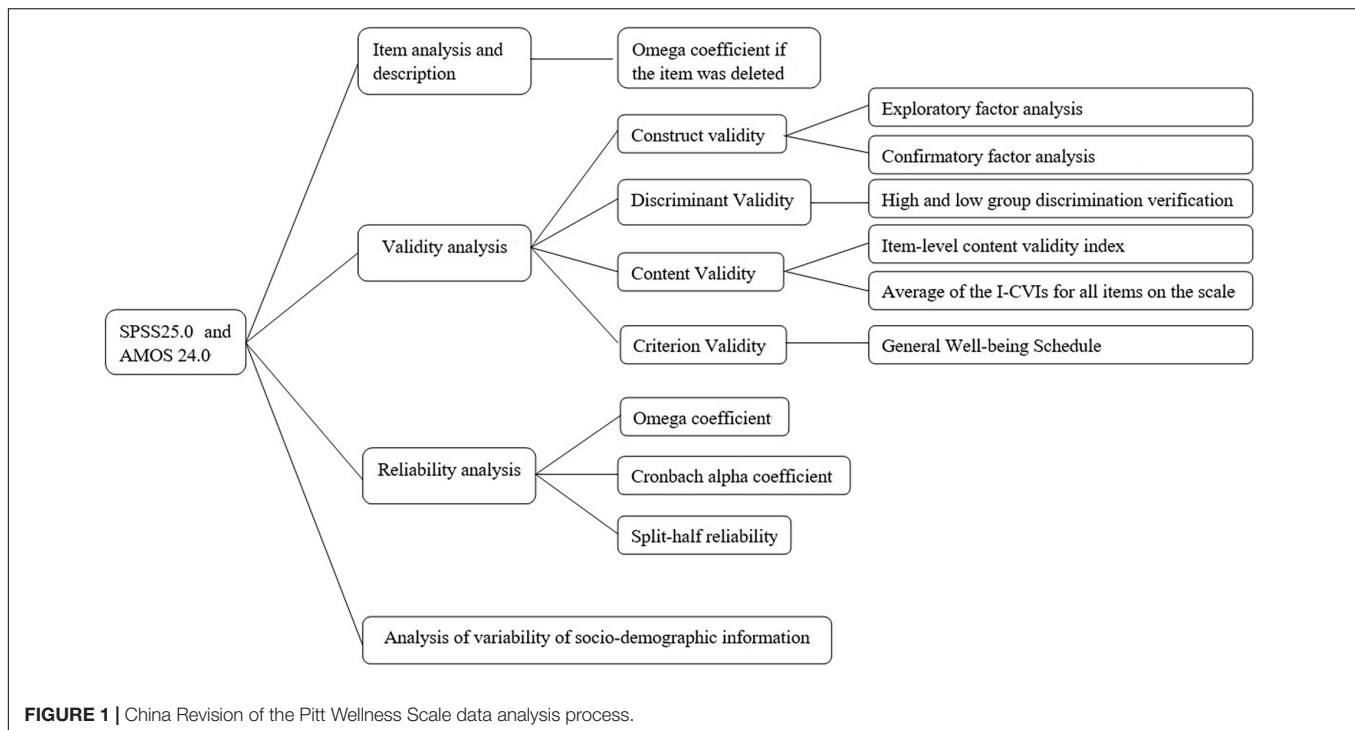 Item analysis and
description
Omega coefficient if
the item was deleted
Construct validity
Exploratory factor analysis
Confirmatory factor analysis
Discriminant Validity
High and low group discrimination verification
Validity analysis
Content Validity
Item-level content validity index
Average of the I-CVIs for all items on the scale
Criterion Validity
General Well-being Schedule
SPSS25.0 and
AMOS 24.0
Omega coefficient
Reliability analysis
Cronbach alpha coefficient
Split-half reliability
Analysis of variability of socio-demographic information
FIGURE 1 | China Revision of the Pitt Wellness Scale data analysis process.